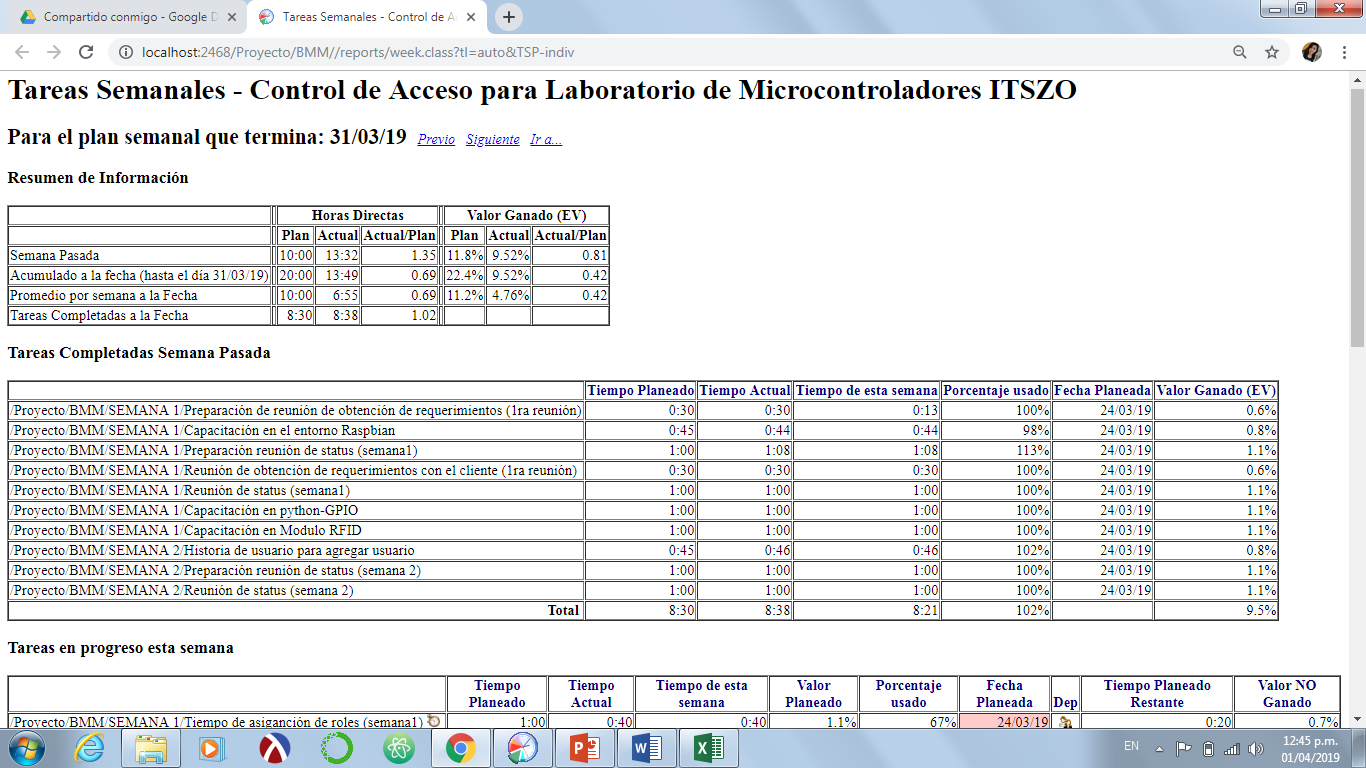 Compartido conmigo - Google D
Tareas Semanales - Control de Ac
localhost:2468/Proyecto/BMM//reports/week.class?tl=auto&TSP-indiv
Tareas Semanales - Control de Acceso para Laboratorio de Microcontroladores ITSZO
Para el plan semanal que termina: 31/03/19 Previo Siguiente Ir a...
Resumen de Información
Horas Directas Valor Ganado (EV)
Plan Actual Actual/Plan Plan Actual Actual/Plan
Semana Pasada 10:00 13:32 1.35 11.8% 9.52% 0.81
Acumulado a la fecha (hasta el día 31/03/19) 20:00 13:49 0.69 22.4% 9.52% 0.42
Promedio por semana a la Fecha 10:00 6:55 0.69 11.2% 4.76% 0.42
Tareas Completadas a la Fecha 8:30 8:38 1.02
Tareas Completadas Semana Pasada
Tiempo Planeado Tiempo Actual Tiempo de esta semana Porcentaje usado Fecha Planeada Valor Ganado (EV)
/Proyecto/BMM/SEMANA 1/Preparación de reunión de obtención de requerimientos (1ra reunión) 0:30 0:30 0:13 100% 24/03/19 0.6%
/Proyecto/BMM/SEMANA 1/Capacitación en el entorno Raspbian 0:45 0:44 0:44 98% 24/03/19 0.8%
/Proyecto/BMM/SEMANA 1/Preparación reunión de status (semana1) 1:00 1:08 1:08 113% 24/03/19 1.1%
/Proyecto/BMM/SEMANA 1/Reunión de obtención de requerimientos con el cliente (1ra reunión) 0:30 0:30 0:30 100% 24/03/19 0.6%
/Proyecto/BMM/SEMANA 1/Reunión de status (semana1) 1:00 1:00 1:00 100% 24/03/19 1.1%
/Proyecto/BMM/SEMANA 1/Capacitación en python-GPIO 1:00 1:00 1:00 100% 24/03/19 1.1%
/Proyecto/BMM/SEMANA 1/Capacitación en Modulo RFID 1:00 1:00 1:00 100% 24/03/19 1.1%
/Proyecto/BMM/SEMANA 2/Historia de usuario para agregar usuario 0:45 0:46 0:46 102% 24/03/19 0.8%
/Proyecto/BMM/SEMANA 2/Preparación reunión de status (semana 2) 1:00 1:00 1:00 100% 24/03/19 1.1%
/Proyecto/BMM/SEMANA 2/Reunión de status (semana 2) 1:00 1:00 1:00 100% 24/03/19 1.1%
Total 8:30 8:38 8:21 102% 9.5%
Tareas en progreso esta semana
Tiempo Planeado Tiempo Actual Tiempo de esta semana Valor Planeado Porcentaje usado Fecha Planeada Dep Tiempo Planeado Restante Valor NO Ganado
/Proyecto/BMM/SEMANA 1/Tiempo de asiganción de roles (semana1) 1:00 0:40 0:40 1.1% 67% 24/03/19 0:20 0.7%
EN
12:45 p.m.
01/04/2019